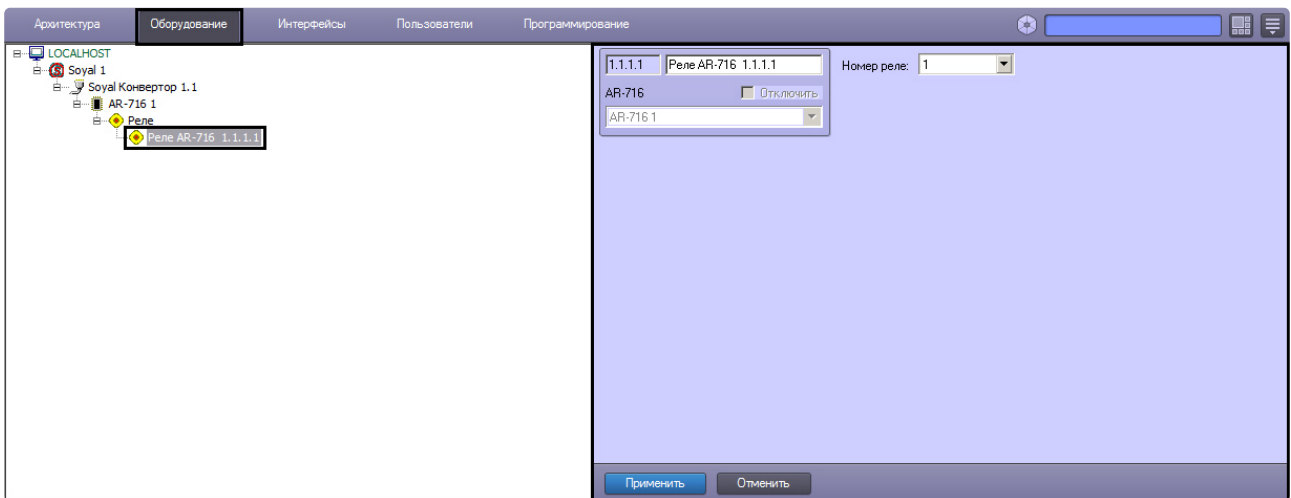 Архитектура Оборудование Интерфейсы Пользователи Программирование
LOCALHOST
Soyal 1
Soyal Конвертор 1.1
AR-716 1
Реле
Реле AR-716 1.1.1.1
1.1.1.1 Реле AR-716 1.1.1.1 Номер реле: 1
AR-716 Отключить
AR-716 1
Применить Отменить